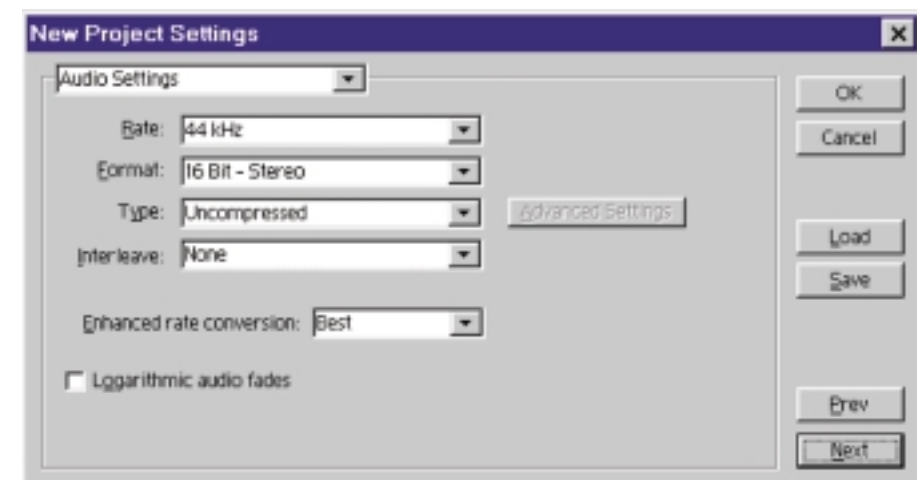 New Project Settings
Audio Settings
Rate: 44 kHz
Format: 16 Bit - Stereo
Type: Uncompressed
Advanced Settings
Interleave: None
Enhanced rate conversion: Best
Logarithmic audio fades
OK
Cancel
Load
Save
Prev
Next